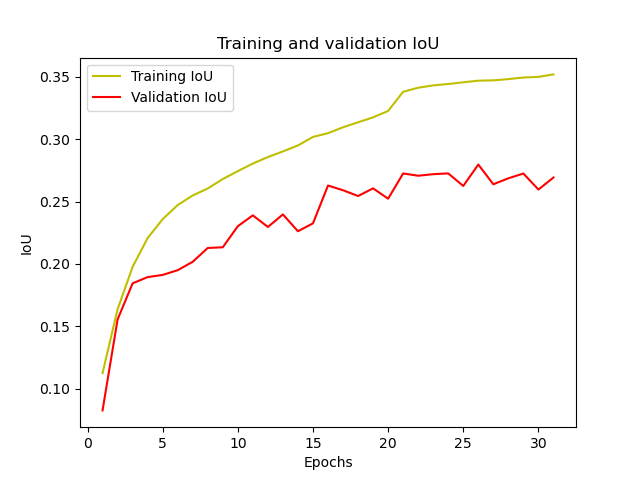 Training and validation IoU
Training IoU
Validation IoU
0.35
0.30
0.25
0.20
0.15
0.10
IoU
0 5 10 15 20 25 30
Epochs